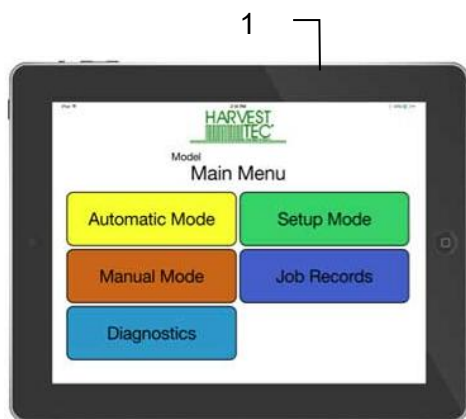 1
HARVEST
TEC
Model
Main Menu
Automatic Mode
Setup Mode
Manual Mode
Job Records
Diagnostics